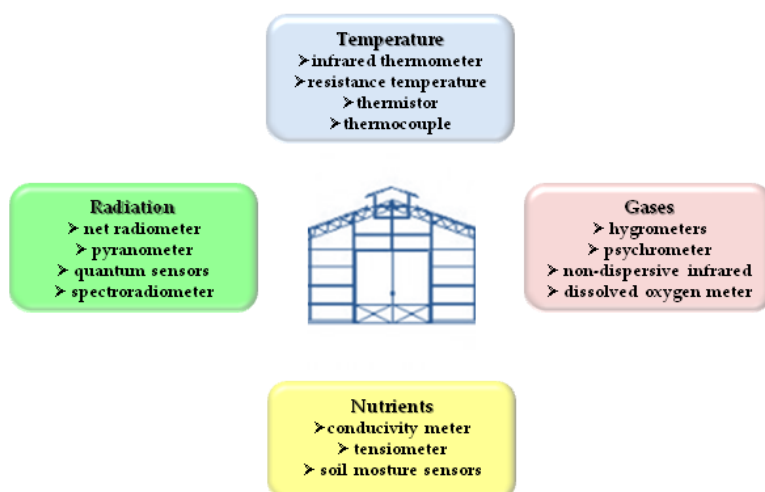 Temperature
➤infrared thermometer
➤resistance temperature
➤thermistor
➤thermocouple
Radiation
➤ net radiometer
➤ pyranometer
➤ quantum sensors
➤ spectroradiometer
Gases
➤ hygrometers
➤ psychrometer
➤ non-dispersive infrared
➤ dissolved oxygen meter
Nutrients
➤conducivity meter
➤ tensiometer
➤ soil mosture sensors